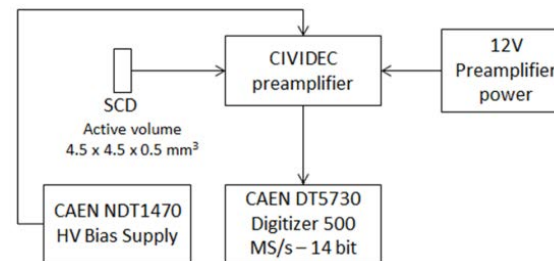 CIVIDEC
preamplifier
12V
Preamplifier
power
SCD
Active volume
4.5 x 4.5 x 0.5 mm³
CAEN NDT1470
HV Bias Supply
CAEN DT5730
Digitizer 500
MS/s – 14 bit